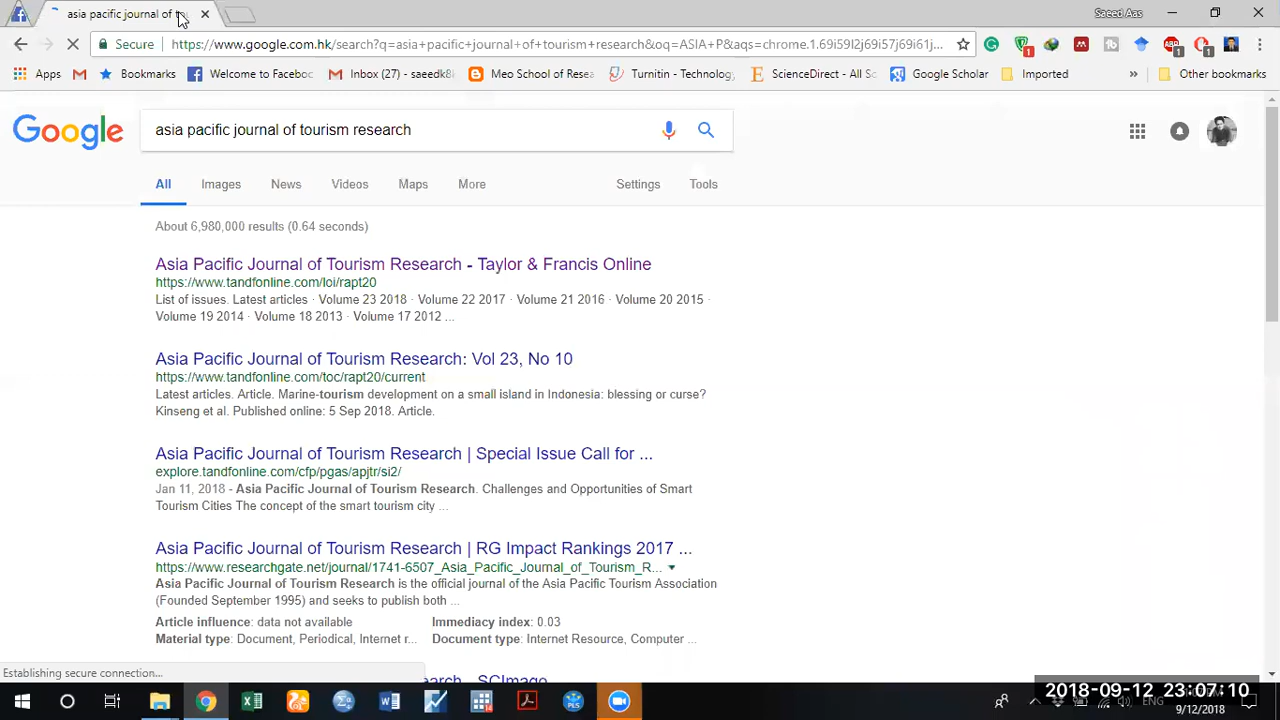 asia pacific journal of t
Saeed Aas
Secure
https://www.google.com.hk/search?q=asia+pacific+journal+of+tourism+research&oq=ASIA+P&aqs=chrome.1.69i59l2j69i57j69i61j...
Apps
Bookmarks
Welcome to Faceboc
Inbox (27) - saeedk8
Meo School of Resea
Turnitin - Technolog
ScienceDirect - All S
Google Scholar
Imported
»
Other bookmarks
Google
asia pacific journal of tourism research
All
Images
News
Videos
Maps
More
Settings
Tools
About 6,980,000 results (0.64 seconds)
Asia Pacific Journal of Tourism Research - Taylor & Francis Online
https://www.tandfonline.com/loi/rapt20
List of issues. Latest articles · Volume 23 2018 · Volume 22 2017 · Volume 21 2016 · Volume 20 2015 ·
Volume 19 2014 · Volume 18 2013 · Volume 17 2012 ...
Asia Pacific Journal of Tourism Research: Vol 23, No 10
https://www.tandfonline.com/toc/rapt20/current
Latest articles. Article. Marine-tourism development on a small island in Indonesia: blessing or curse?
Kinseng et al. Published online: 5 Sep 2018. Article.
Asia Pacific Journal of Tourism Research | Special Issue Call for ...
explore.tandfonline.com/cfp/pgas/apjtr/si2/
Jan 11, 2018 - Asia Pacific Journal of Tourism Research. Challenges and Opportunities of Smart
Tourism Cities The concept of the smart tourism city ...
Asia Pacific Journal of Tourism Research | RG Impact Rankings 2017 ...
https://www.researchgate.net/journal/1741-6507_Asia_Pacific_Journal_of_Tourism_R...
Asia Pacific Journal of Tourism Research is the official journal of the Asia Pacific Tourism Association
(Founded September 1995) and seeks to publish both ...
Article influence: data not available
Immediacy index: 0.03
Material type: Document, Periodical, Internet r...
Document type: Internet Resource, Computer ...
Establishing secure connection...
2018-09-12 23:07:10
ENG
9/12/2018